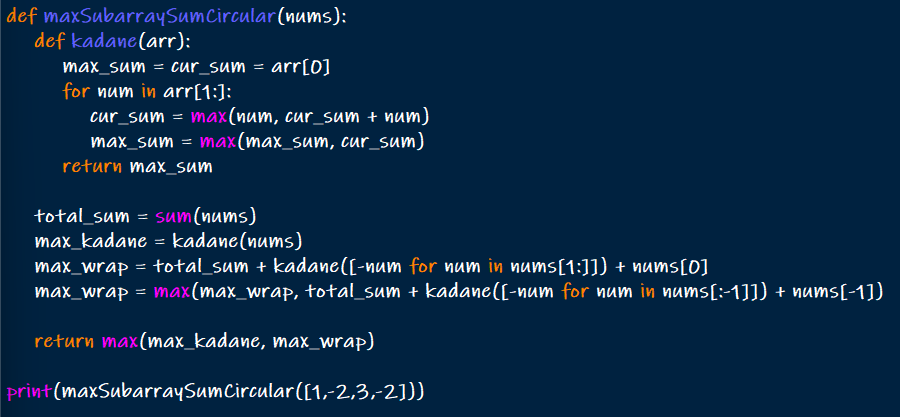 def maxSubarraySumCircular(nums):
    def kadane(arr):
        max_sum = cur_sum = arr[0]
        for num in arr[1:]:
            cur_sum = max(num, cur_sum + num)
            max_sum = max(max_sum, cur_sum)
        return max_sum

    total_sum = sum(nums)
    max_kadane = kadane(nums)
    max_wrap = total_sum + kadane([-num for num in nums[1:]]) + nums[0]
    max_wrap = max(max_wrap, total_sum + kadane([-num for num in nums[:-1]]) + nums[-1])

    return max(max_kadane, max_wrap)

print(maxSubarraySumCircular([1,-2,3,-2]))